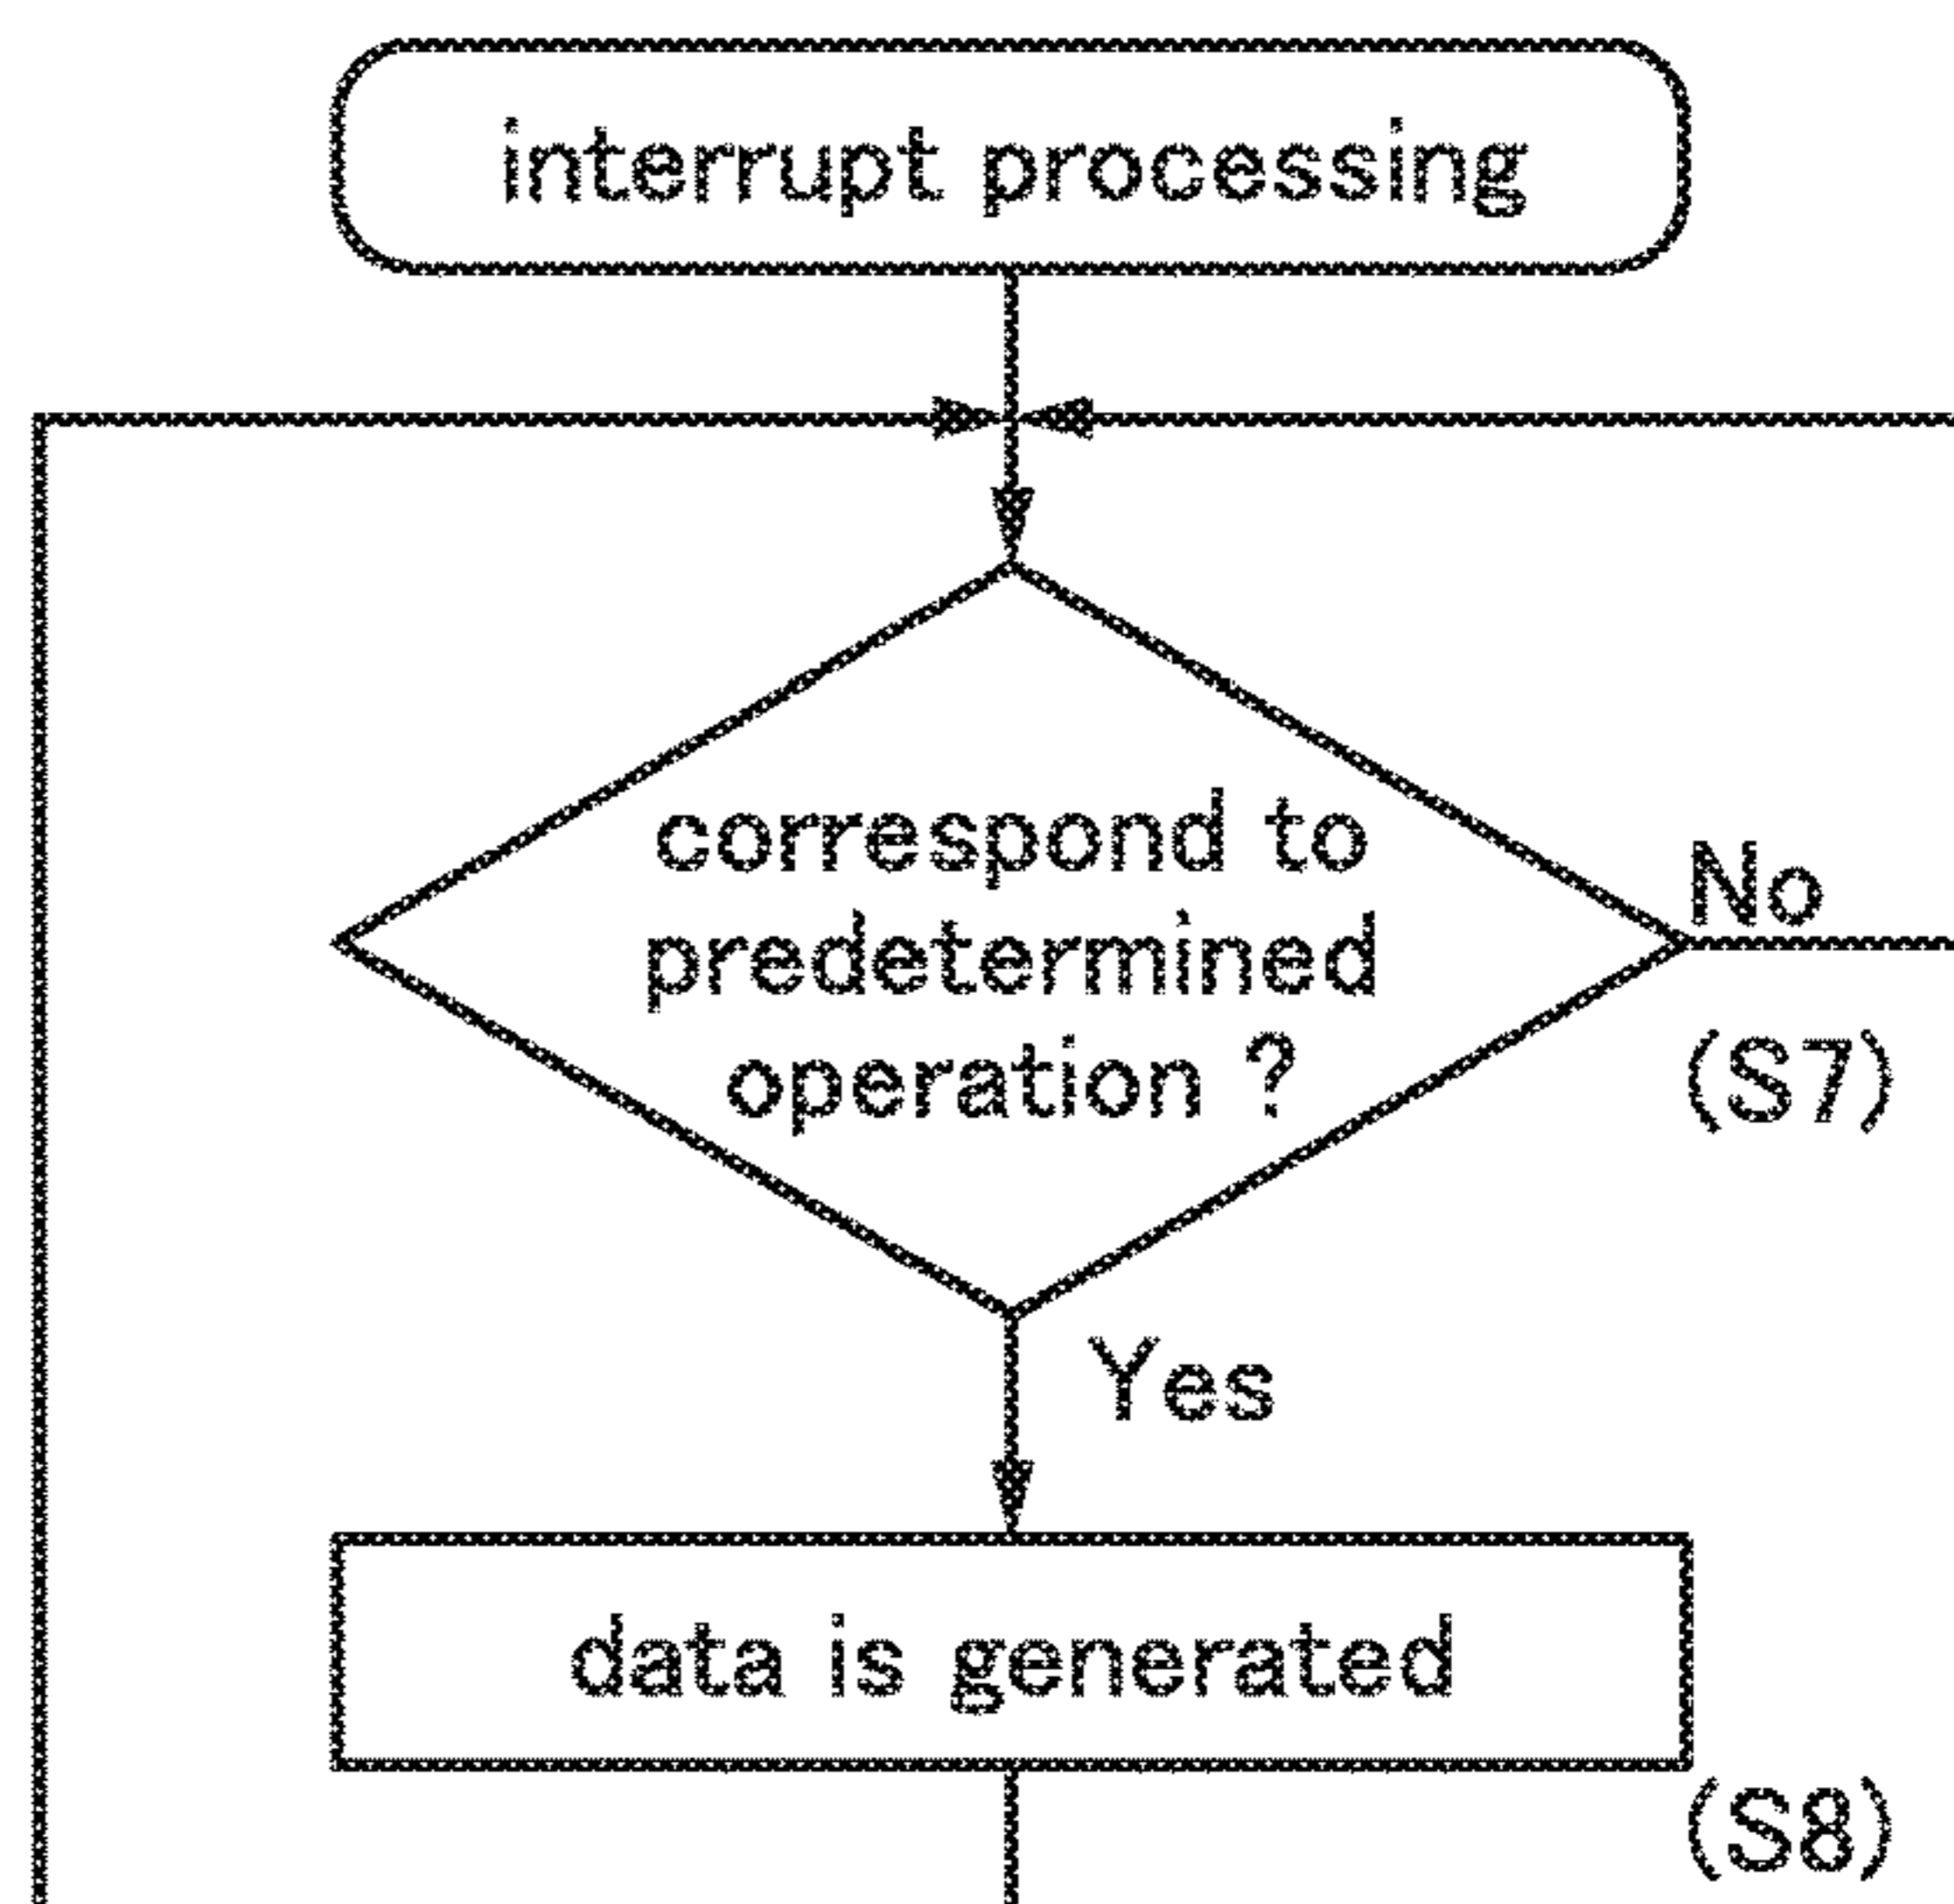 interrupt processing
correspond to
predetermined
operation ?
No
(S7)
Yes
data is generated
(S8)